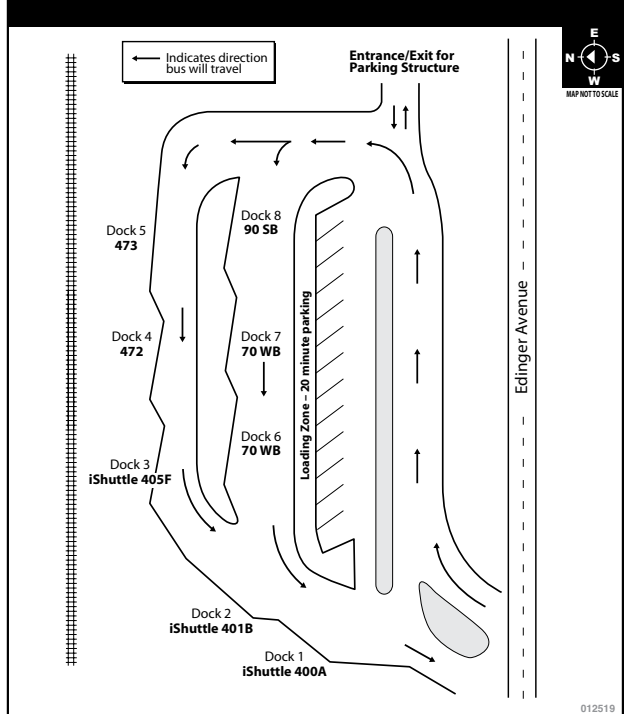 Indicates direction
bus will travel
Entrance/Exit for
Parking Structure
E
N S
W
MAP NOT TO SCALE
Dock 5
473
Dock 8
90 SB
Dock 4
472
Dock 7
70 WB
Loading Zone – 20 minute parking
Edinger Avenue
Dock 6
70 WB
Dock 3
iShuttle 405F
Dock 2
iShuttle 401B
Dock 1
iShuttle 400A
012519